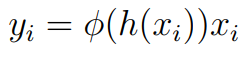 $y_i = \phi(h(x_i))x_i$